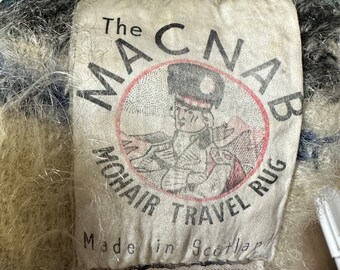 The
MACNAB
MOHAIR TRAVEL RUG
Made in Scotland